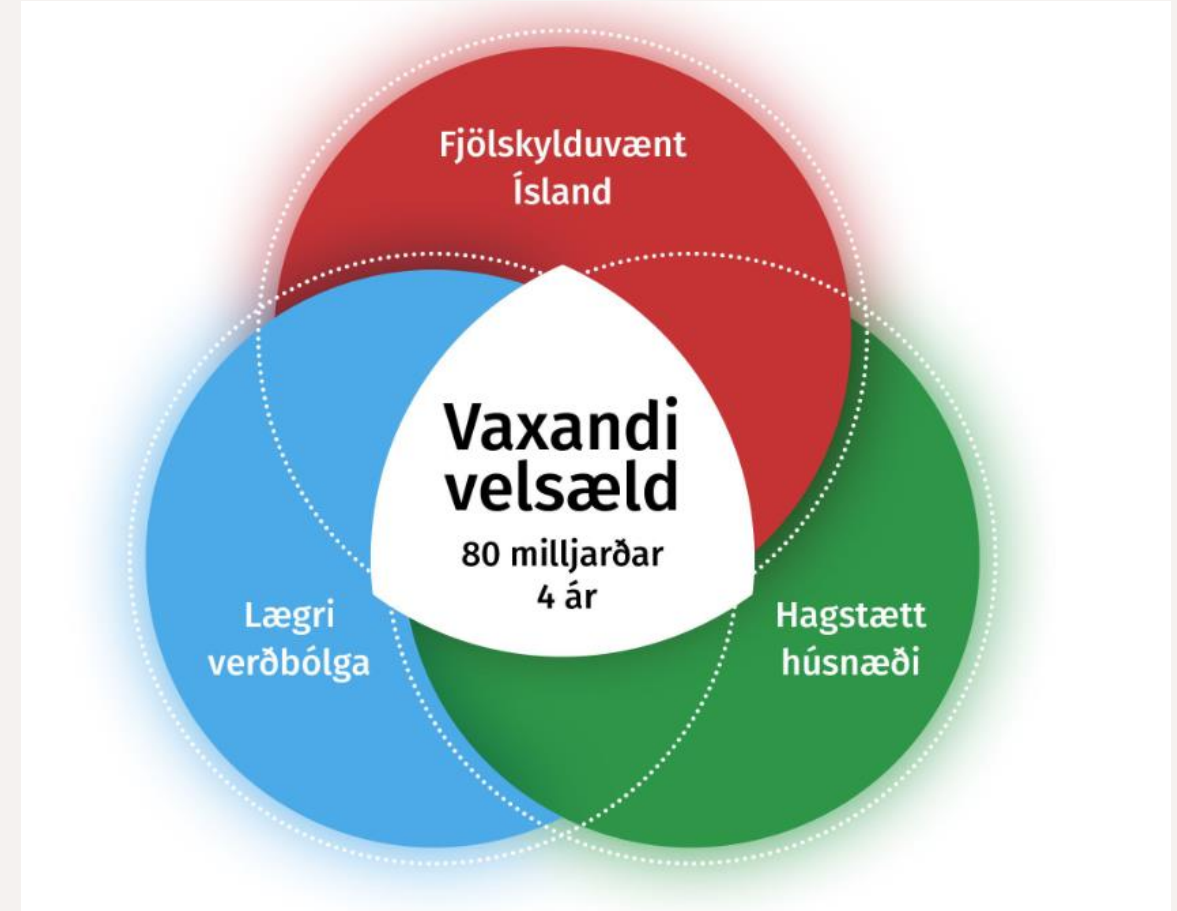 Fjölskylduvænt
Ísland
Vaxandi
velsæld
80 milljarðar
4 ár
Lægri
verðbólga
Hagstætt
húsnæði